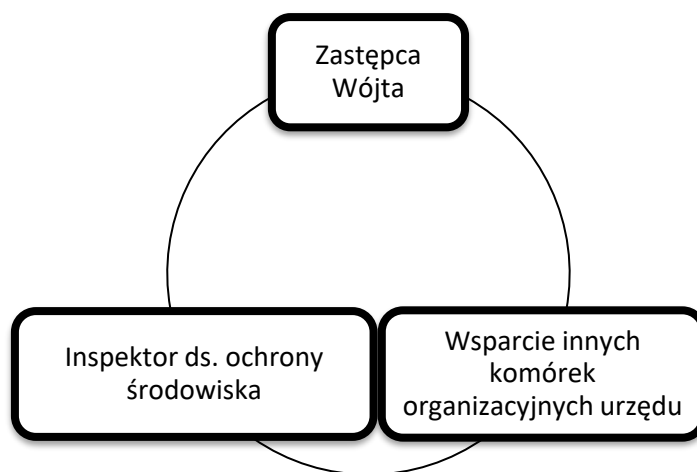 Zastępca
Wójta
Inspektor ds. ochrony
środowiska
Wsparcie innych
komórek
organizacyjnych urzędu